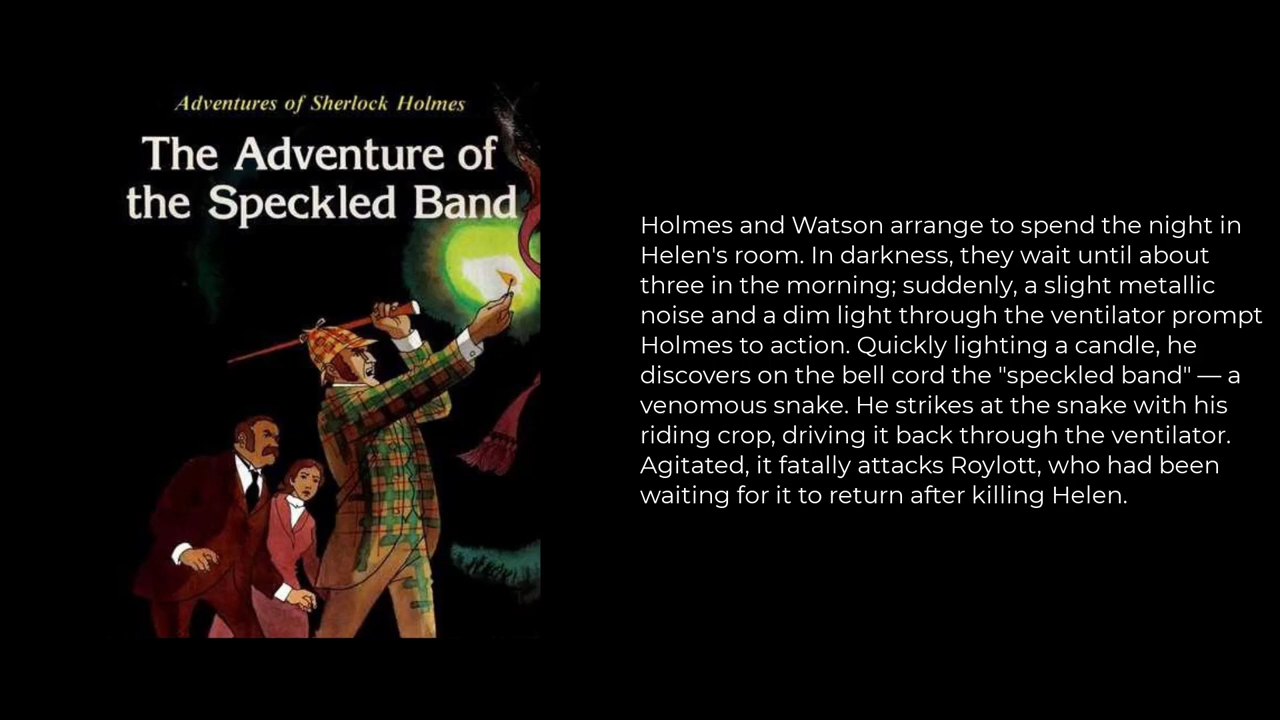 Adventures of Sherlock Holmes
The Adventure of
the Speckled Band
Holmes and Watson arrange to spend the night in
Helen's room. In darkness, they wait until about
three in the morning; suddenly, a slight metallic
noise and a dim light through the ventilator prompt
Holmes to action. Quickly lighting a candle, he
discovers on the bell cord the "speckled band" — a
venomous snake. He strikes at the snake with his
riding crop, driving it back through the ventilator.
Agitated, it fatally attacks Roylott, who had been
waiting for it to return after killing Helen.